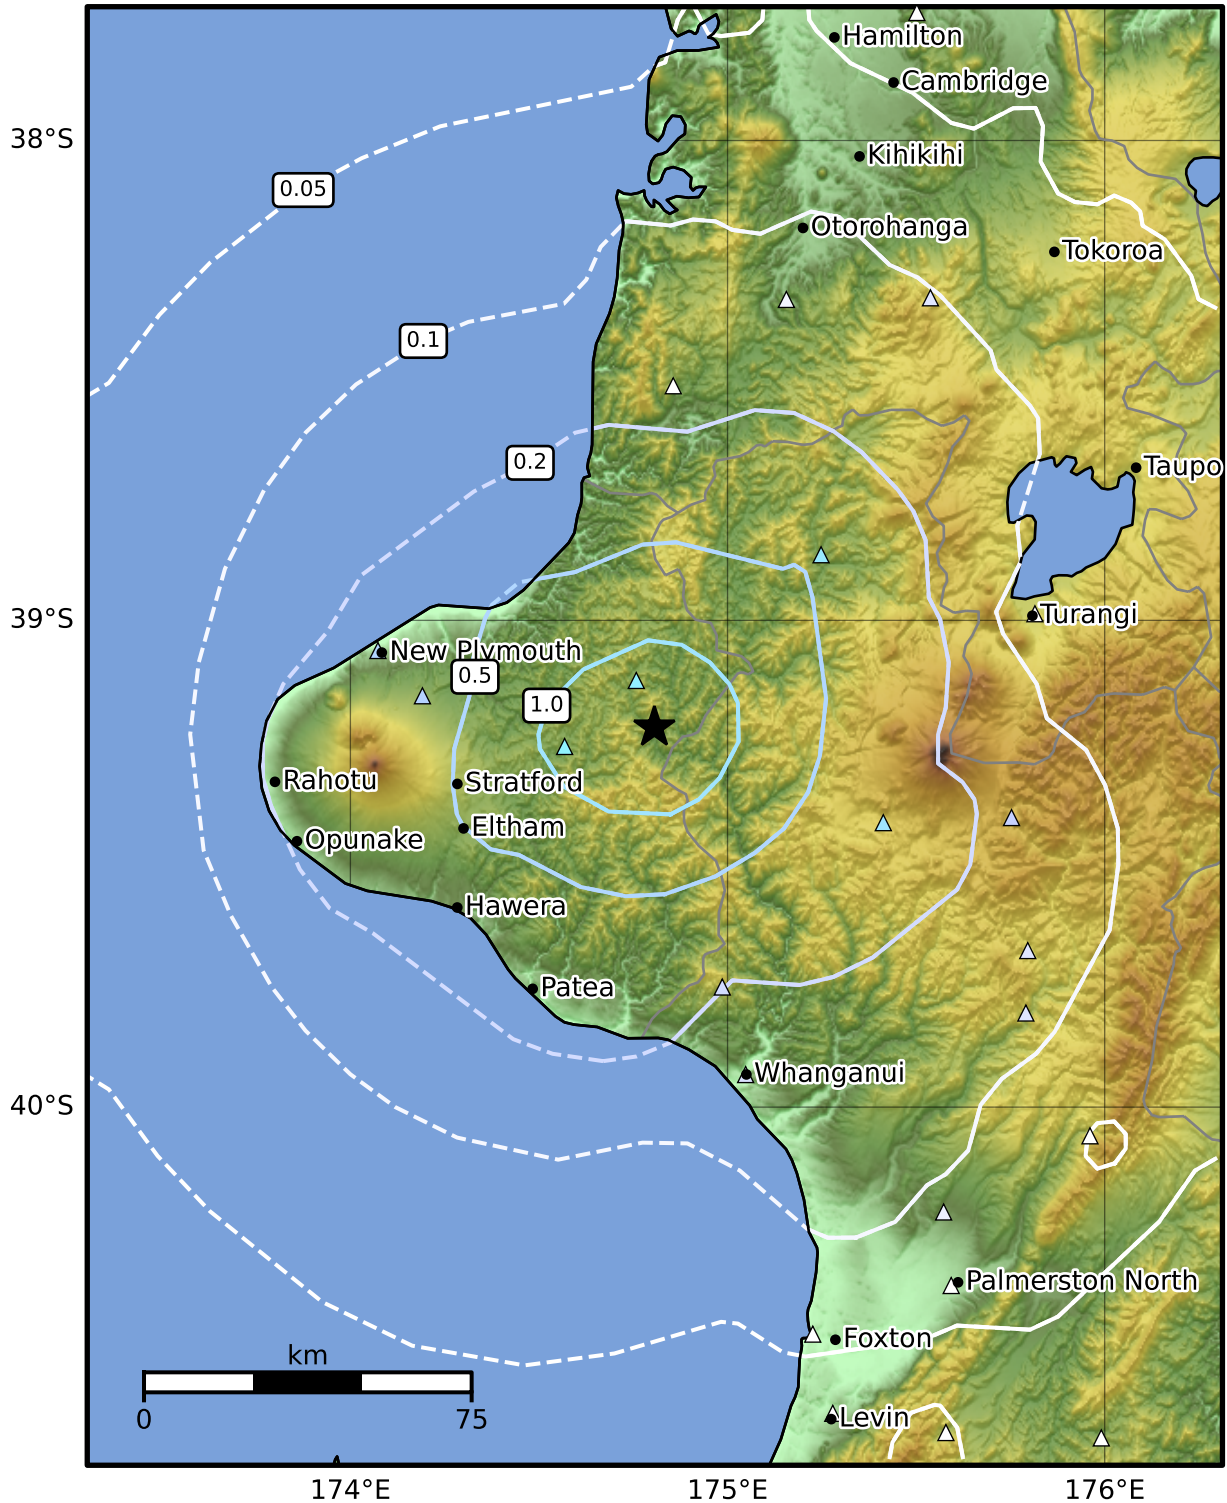 Hamilton
Cambridge
38°S
Kihikihi
0.05
Otorohanga
Tokoroa
0.1
0.2
Taupo
39°S
Turangi
New Plymouth
0.5
1.0
Rahotu
Stratford
Eltham
Opunake
Hawera
Patea
Whanganui
40°S
Palmerston North
Foxton
km
0 75
Levin
174°E 175°E 176°E